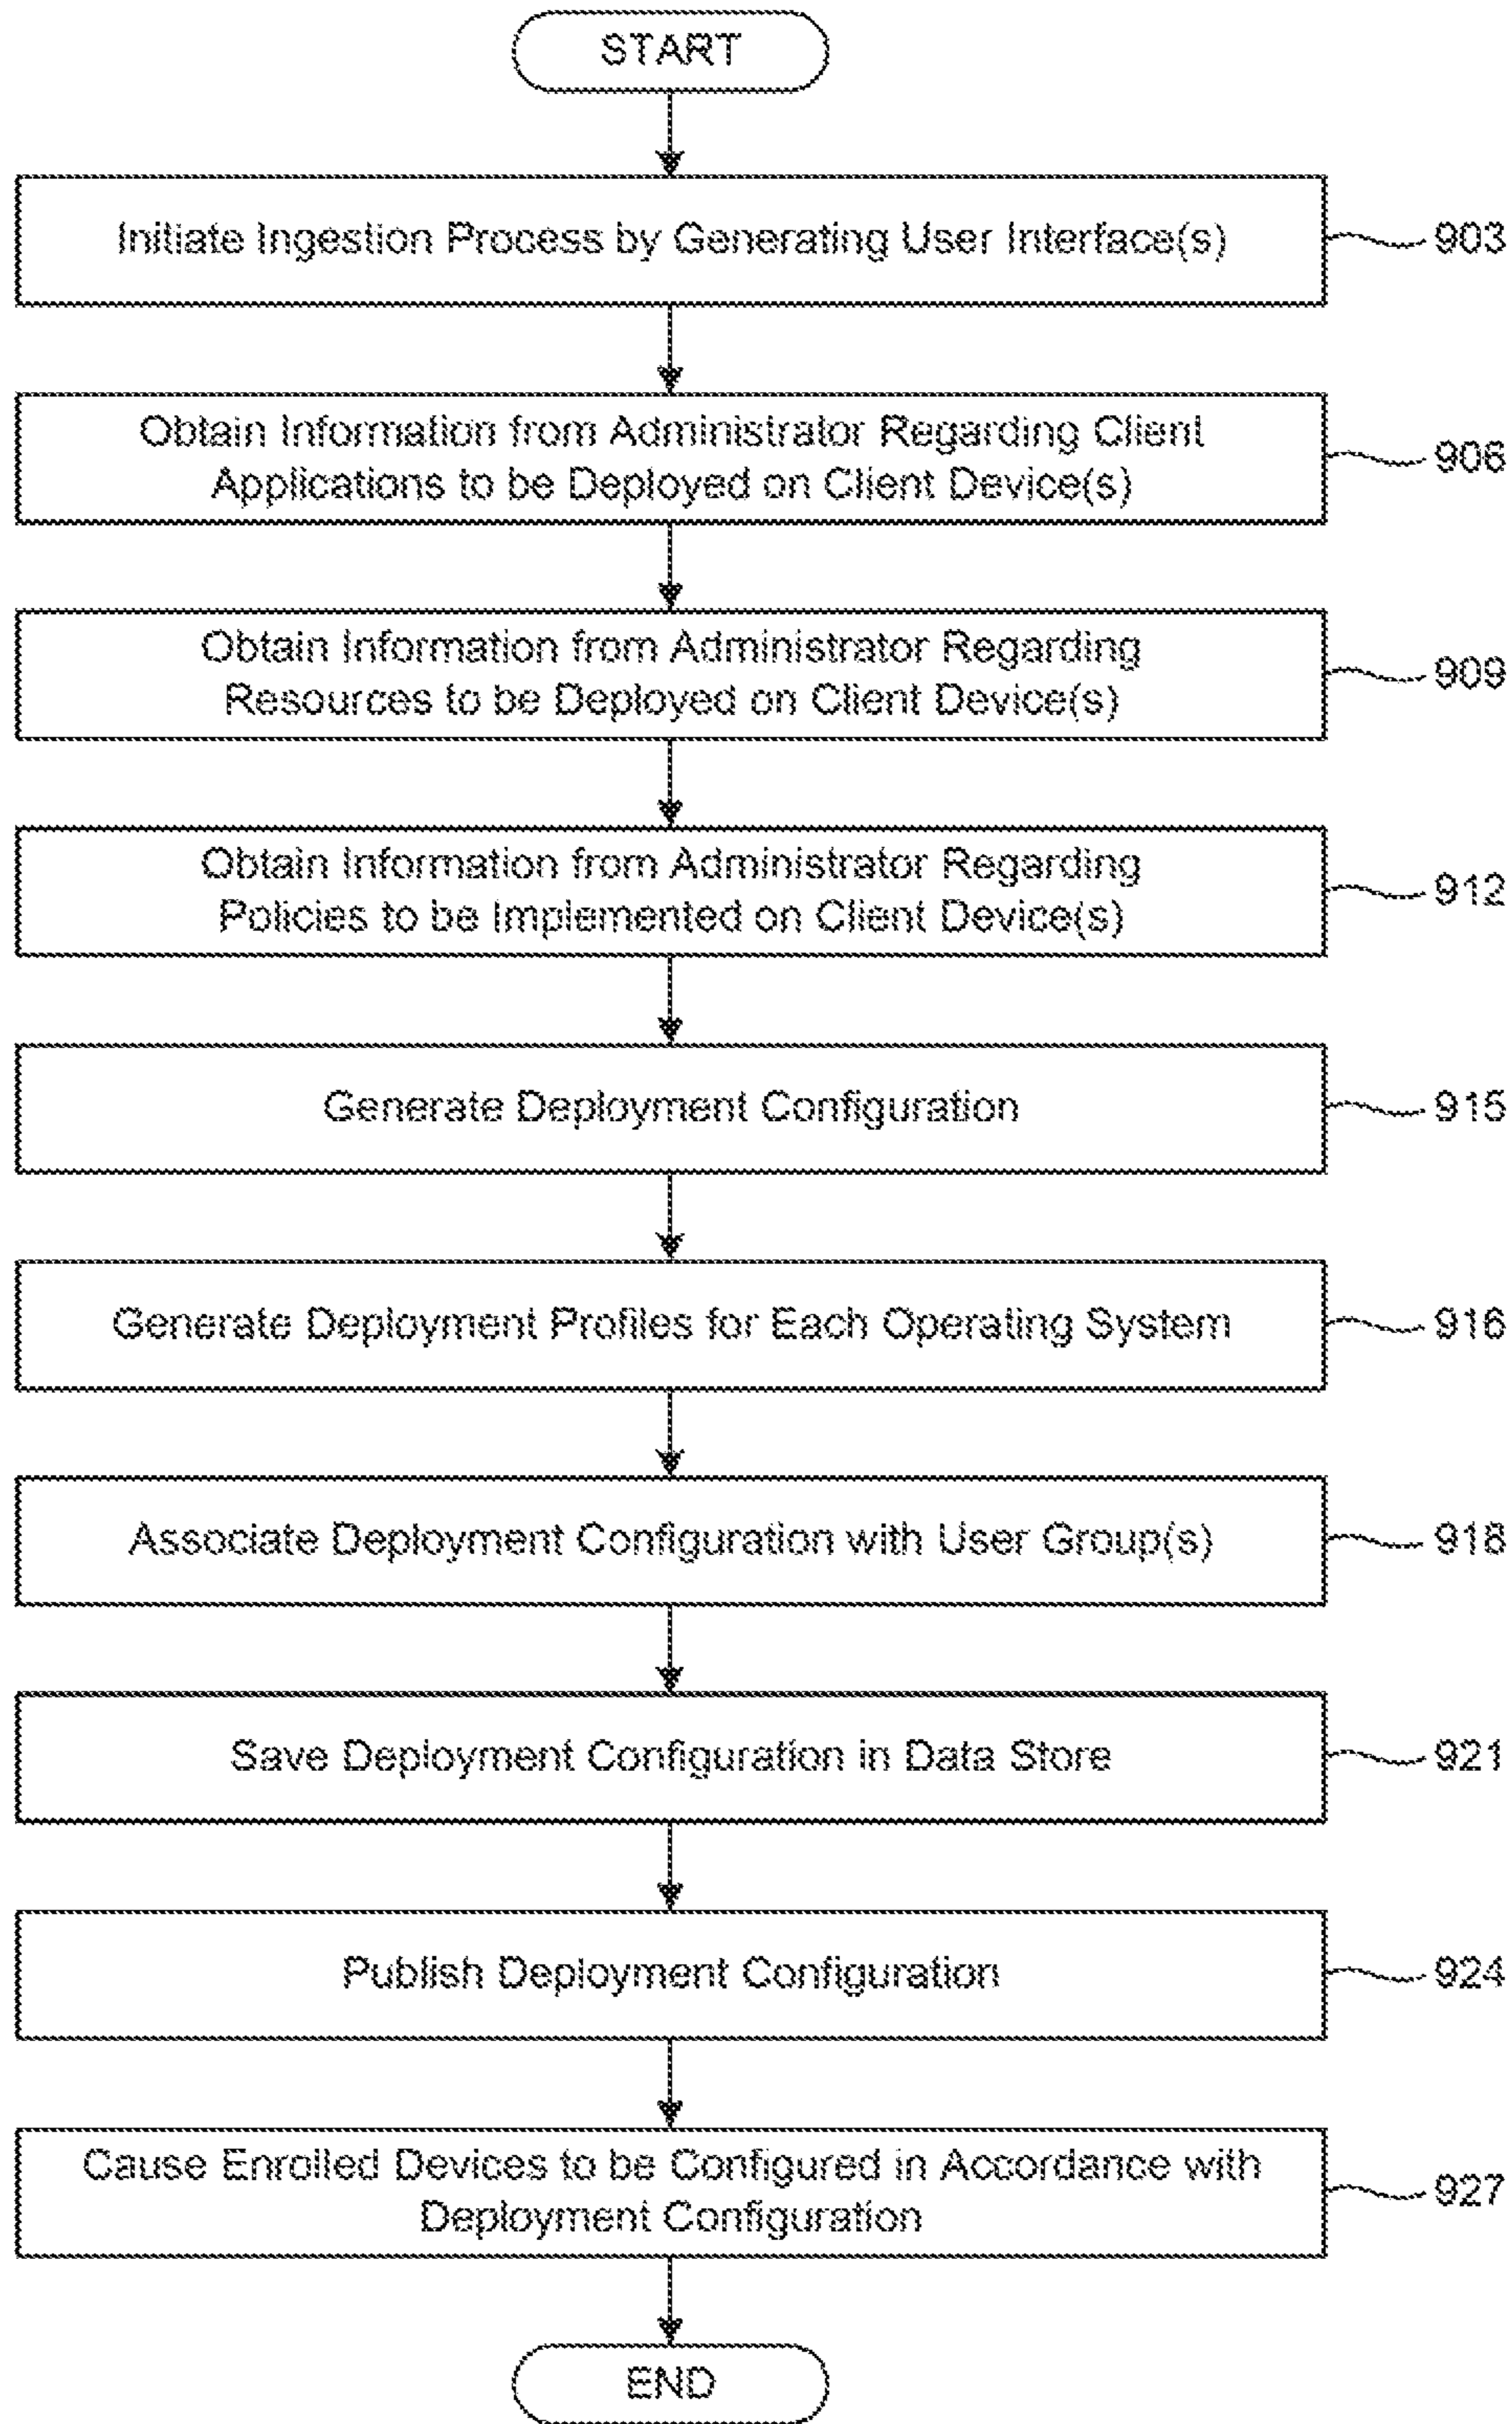 START
Initiate Ingestion Process by Generating User Interface(s)
903
Obtain Information from Administrator Regarding Client
Applications to be Deployed on Client Device(s)
906
Obtain Information from Administrator Regarding
Resources to be Deployed on Client Device(s)
909
Obtain Information from Administrator Regarding
Policies to be Implemented on Client Device(s)
912
Generate Deployment Configuration
915
Generate Deployment Profiles for Each Operating System
916
Associate Deployment Configuration with User Group(s)
918
Save Deployment Configuration in Data Store
921
Publish Deployment Configuration
924
Cause Enrolled Devices to be Configured in Accordance with
Deployment Configuration
927
END